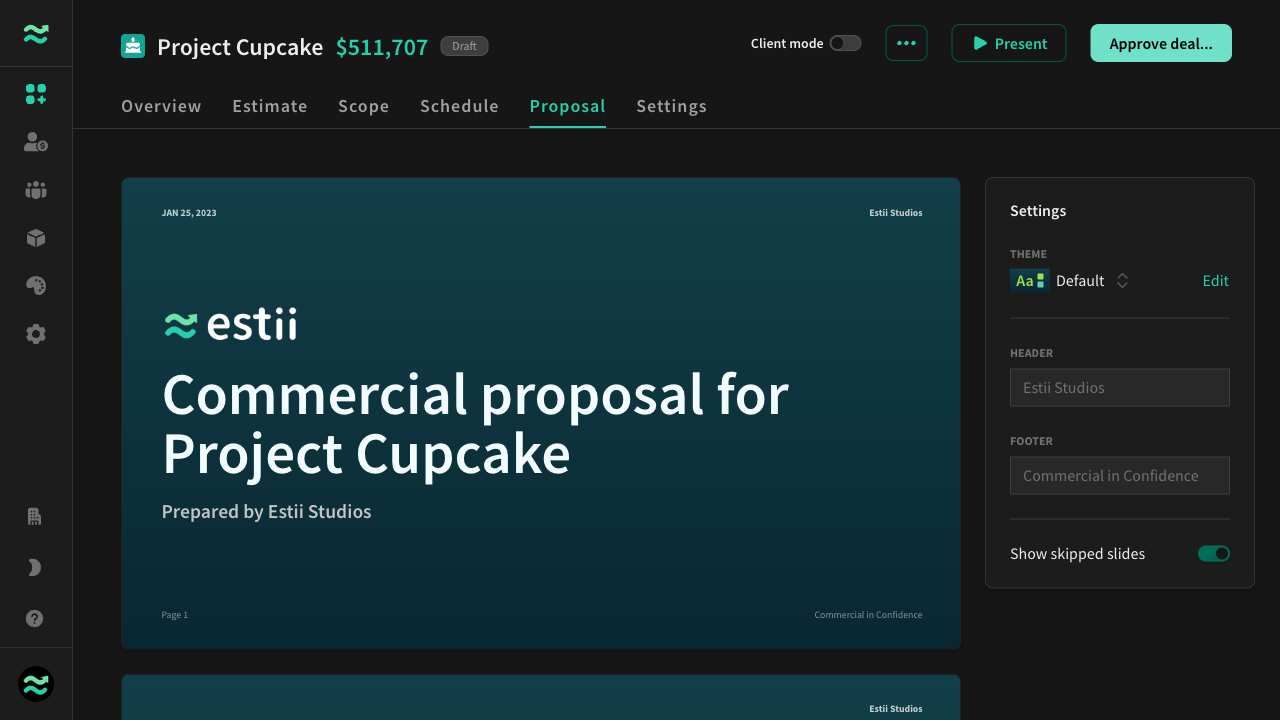 Project Cupcake $511,707 Draft
Client mode
Present
Approve deal...
Overview Estimate Scope Schedule Proposal Settings
JAN 25, 2023
Estii Studios
estii
Commercial proposal for
Project Cupcake
Prepared by Estii Studios
Page 1
Commercial in Confidence
Estii Studios
Settings
THEME
Aa Default Edit
HEADER
Estii Studios
FOOTER
Commercial in Confidence
Show skipped slides